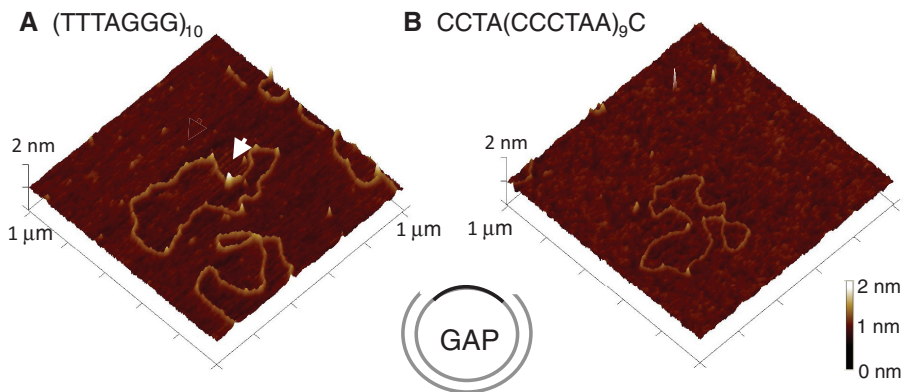 A (TTTAGGG)10
B CCTA(CCCTAA)9C
2 nm
1 μm
1 μm
2 nm
1 μm
1 μm
GAP
2 nm
1 nm
0 nm